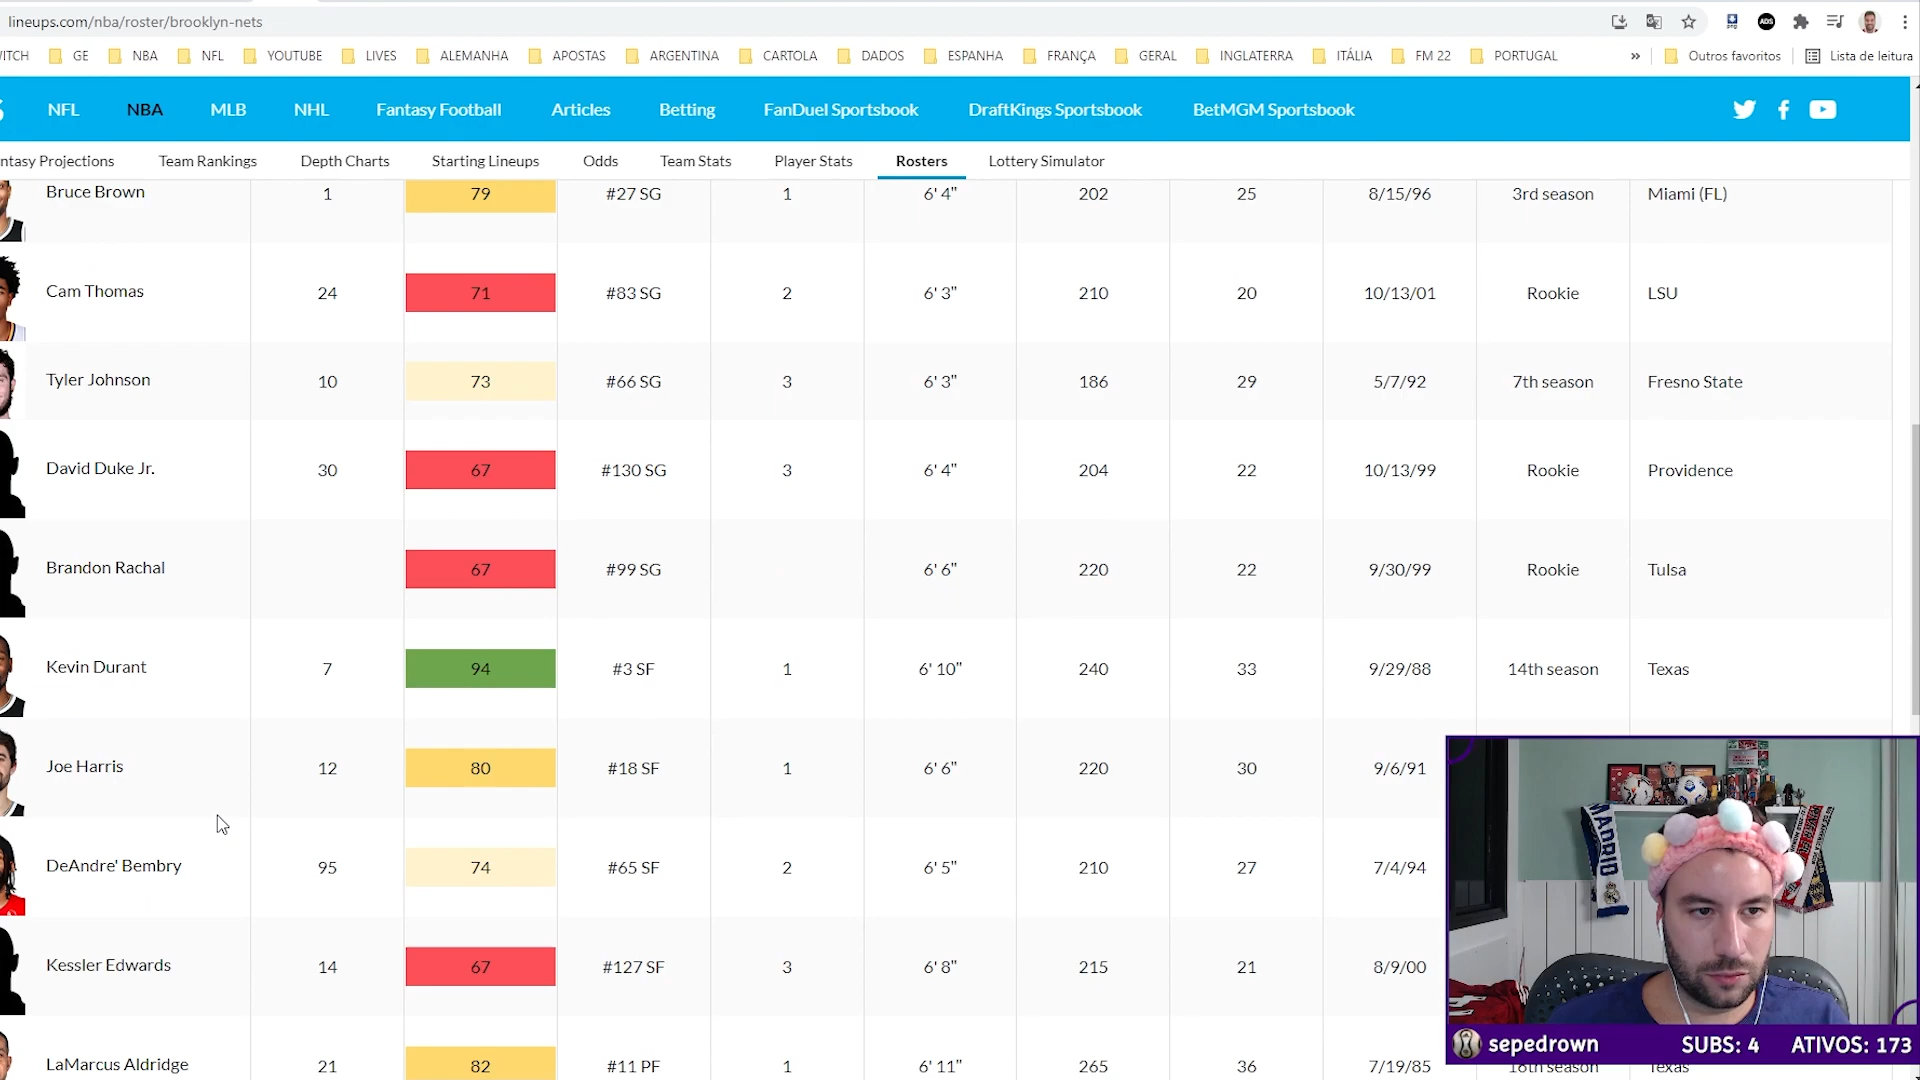 lineups.com/nba/roster/brooklyn-nets
ITCH GE NBA NFL YOUTUBE LIVES ALEMANHA APOSTAS ARGENTINA CARTOLA DADOS ESPANHA FRANÇA GERAL INGLATERRA ITÁLIA FM 22 PORTUGAL » Outros favoritos Lista de leitura
NFL NBA MLB NHL Fantasy Football Articles Betting FanDuel Sportsbook DraftKings Sportsbook BetMGM Sportsbook
ntasy Projections Team Rankings Depth Charts Starting Lineups Odds Team Stats Player Stats Rosters Lottery Simulator
Bruce Brown 1 79 #27 SG 1 6' 4" 202 25 8/15/96 3rd season Miami (FL)
Cam Thomas 24 71 #83 SG 2 6' 3" 210 20 10/13/01 Rookie LSU
Tyler Johnson 10 73 #66 SG 3 6' 3" 186 29 5/7/92 7th season Fresno State
David Duke Jr. 30 67 #130 SG 3 6' 4" 204 22 10/13/99 Rookie Providence
Brandon Rachal 67 #99 SG 6' 6" 220 22 9/30/99 Rookie Tulsa
Kevin Durant 7 94 #3 SF 1 6' 10" 240 33 9/29/88 14th season Texas
Joe Harris 12 80 #18 SF 1 6' 6" 220 30 9/6/91
DeAndre' Bembry 95 74 #65 SF 2 6' 5" 210 27 7/4/94
Kessler Edwards 14 67 #127 SF 3 6' 8" 215 21 8/9/00
LaMarcus Aldridge 21 82 #11 PF 1 6' 11" 265 36 7/19/85 16th season Texas
MADRID
sepedrown SUBS: 4 ATIVOS: 173